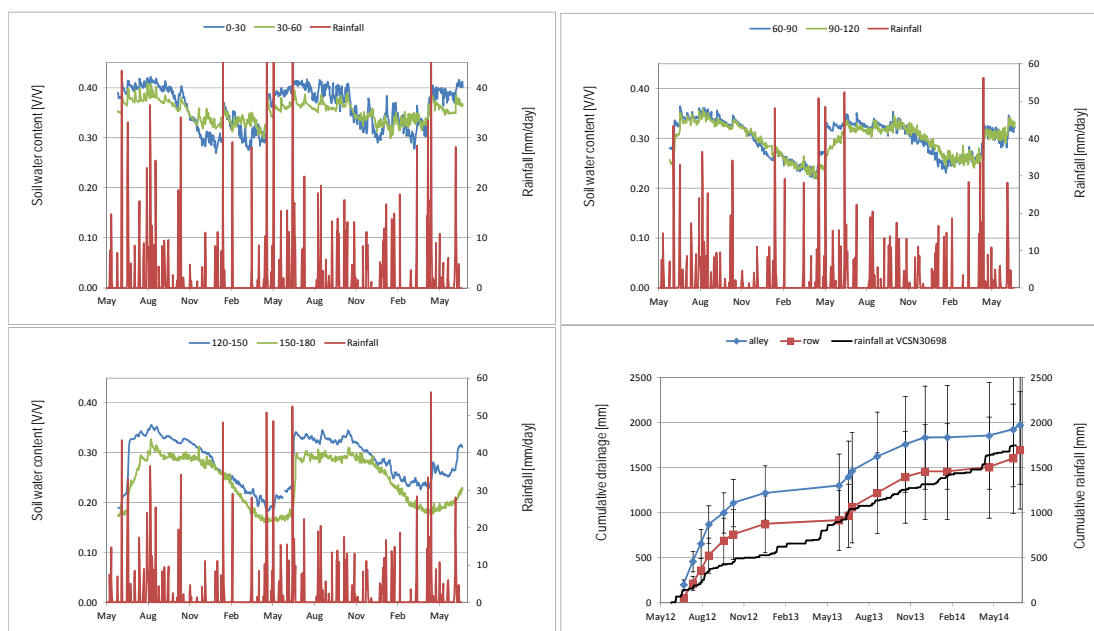 0-30 30-60 Rainfall
Soil water content [V/V]
0.40
0.30
0.20
0.10
0.00
40
30
20
10
0
Rainfall [mm/day]
May Aug Nov Feb May Aug Nov Feb May
60-90 90-120 Rainfall
Soil water content [V/V]
0.40
0.30
0.20
0.10
0.00
60
50
40
30
20
10
0
Rainfall [mm/day]
May Aug Nov Feb May Aug Nov Feb May
120-150 150-180 Rainfall
Soil water content [V/V]
0.40
0.30
0.20
0.10
0.00
60
50
40
30
20
10
0
Rainfall [mm/day]
May Aug Nov Feb May Aug Nov Feb May
alley row rainfall at VCSN30698
Cumulative drainage [mm]
2500
2000
1500
1000
500
0
2500
2000
1500
1000
500
0
Cumulative rainfall [mm]
May12 Aug12 Nov12 Feb13 May13 Aug13 Nov13 Feb14 May14